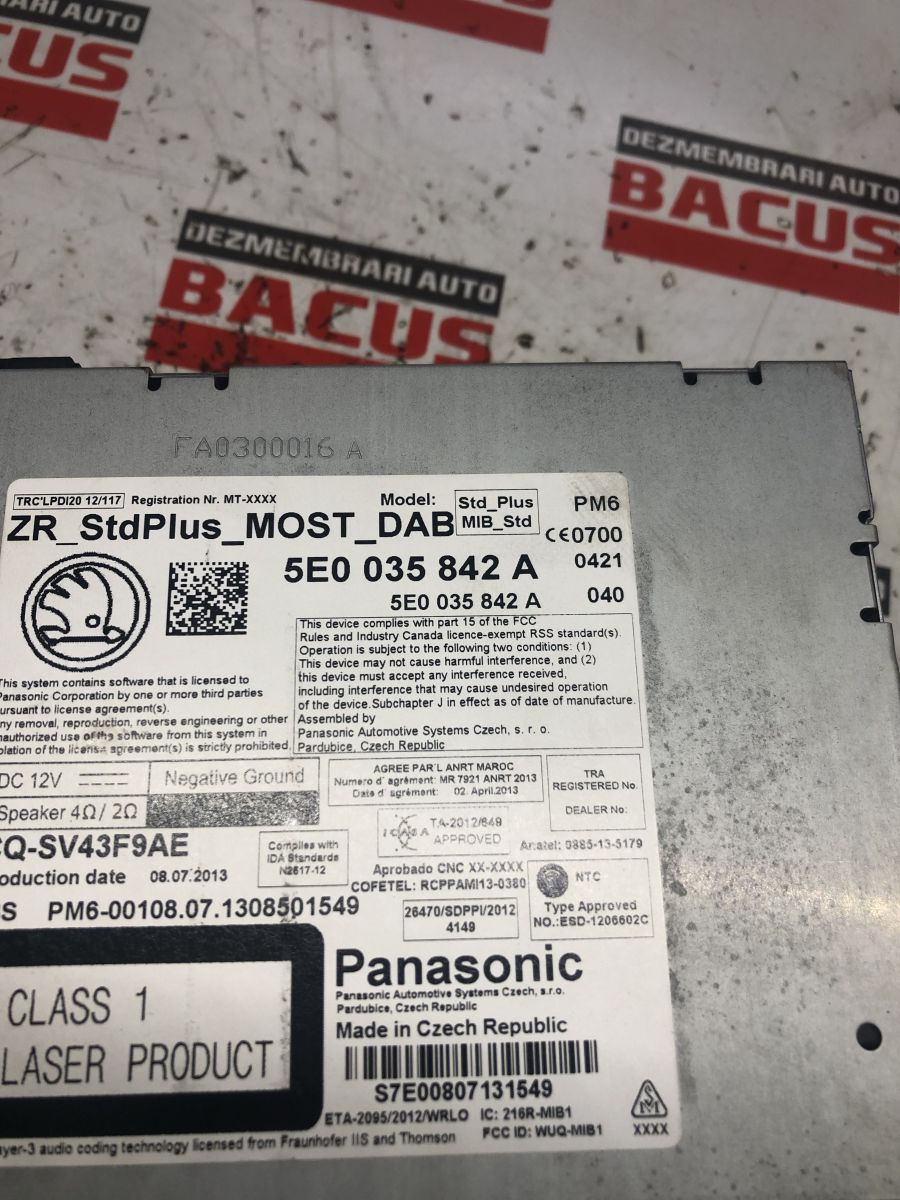 ARI AUTO
CUS
DEZMEMBRARI AUTO
BACUS
DEZMEMBRARI AUTO
BACUS
FA0300016 A
TRC'LPDI20 12/117 Registration Nr. MT-XXXX
Model: Std_Plus MIB_Std PM6
ZR_StdPlus_MOST_DAB
CE0700
5E0 035 842 A 0421
5E0 035 842 A 040
This device complies with part 15 of the FCC
Rules and Industry Canada licence-exempt RSS standard(s).
Operation is subject to the following two conditions: (1)
This device may not cause harmful interference, and (2)
this device must accept any interference received,
including interference that may cause undesired operation
of the device.Subchapter J in effect as of date of manufacture.
Assembled by
Panasonic Automotive Systems Czech, s. r. o.
Pardubice, Czech Republic
This system contains software that is licensed to
Panasonic Corporation by one or more third parties
ursuant to license agreement(s).
ny removal, reproduction, reverse engineering or other
nauthorized use of the software from this system in
olation of the license agreement(s) is strictly prohibited.
DC 12V Negative Ground
Speaker 4Ω/ 2Ω
AGREE PAR'L ANRT MAROC
Numero d' agrément: MR 7921 ANRT 2013
Date d' agrément: 02. April.2013
TRA
REGISTERED No.
DEALER No:
TA-2012/649
APPROVED
CQ-SV43F9AE
Complies with
IDA Standards
N2617-12
Anatel: 0885-13-5179
oduction date 08.07.2013
Aprobado CNC XX-XXXX
COFETEL: RCPPAMI13-0380
NTC
Type Approved
NO.:ESD-1206602C
S PM6-00108.07.1308501549
26470/SDPPI/2012
4149
CLASS 1
LASER PRODUCT
Panasonic
Panasonic Automotive Systems Czech, s.r.o.
Pardubice, Czech Republic
Made in Czech Republic
S7E00807131549
ETA-2095/2012/WRLO IC: 216R-MIB1
FCC ID: WUQ-MIB1
XXXX
ayer-3 audio coding technology licensed from Fraunhofer IIS and Thomson